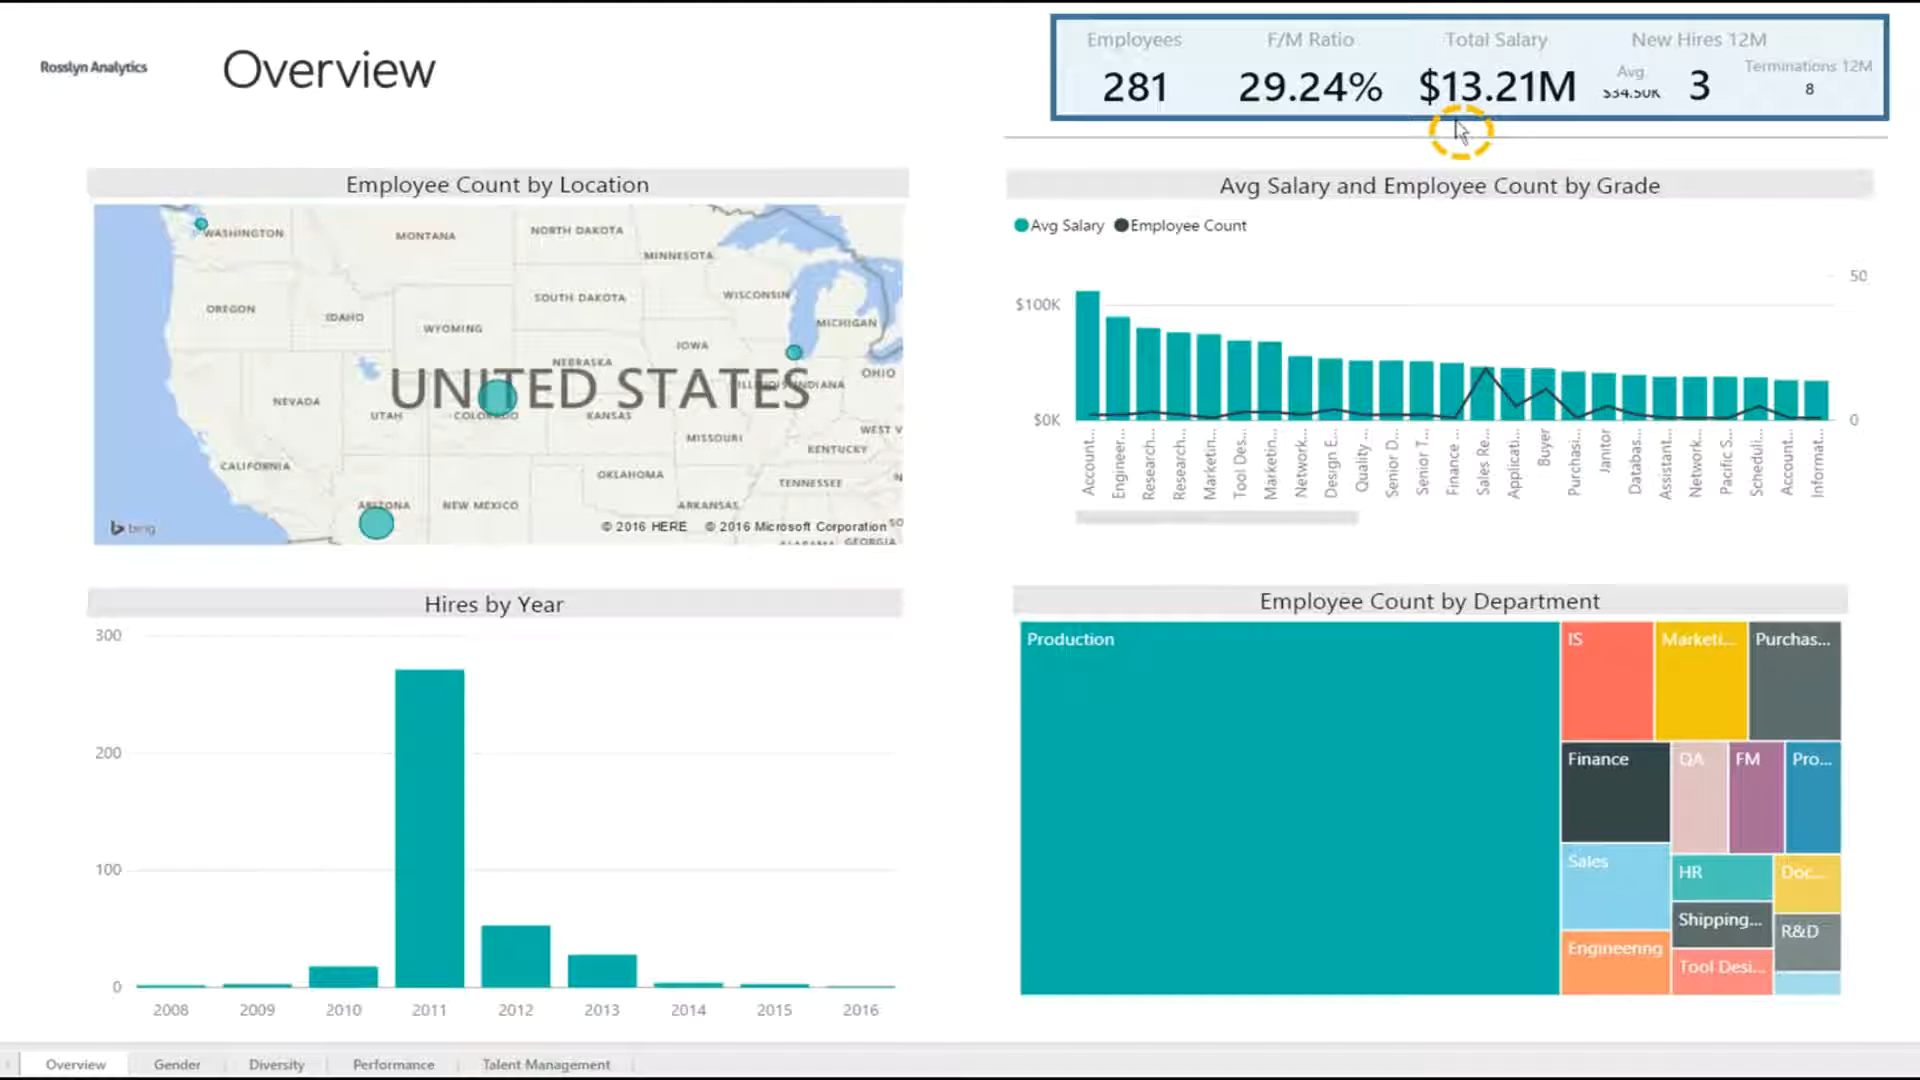 Rosslyn Analytics
Overview
Employees
281
F/M Ratio
29.24%
Total Salary
$13.21M
New Hires 12M
Avg
$34.50K
3
Terminations 12M
8
Employee Count by Location
WASHINGTON
MONTANA
NORTH DAKOTA
MINNESOTA
OREGON
IDAHO
SOUTH DAKOTA
WISCONSIN
WYOMING
MICHIGAN
IOWA
NEBRASKA
UNITED STATES
ILLINOIS
INDIANA
OHIO
NEVADA
UTAH
COLORADO
KANSAS
MISSOURI
WEST V
KENTUCKY
CALIFORNIA
OKLAHOMA
TENNESSEE
ARIZONA
NEW MEXICO
ARKANSAS
bing
© 2016 HERE © 2016 Microsoft Corporation
GEORGIA
Avg Salary and Employee Count by Grade
Avg Salary
Employee Count
$100K
$0K
50
0
Account...
Engineer...
Research...
Research...
Marketin...
Tool Des...
Marketin...
Network...
Design E...
Quality ...
Senior D...
Senior T...
Finance ...
Sales Re...
Applicati...
Buyer
Purchasi...
Janitor
Databas...
Assistant...
Network...
Pacific S...
Scheduli...
Account...
Informat...
Hires by Year
300
200
100
0
2008 2009 2010 2011 2012 2013 2014 2015 2016
Employee Count by Department
Production
IS
Marketi...
Purchas...
Finance
QA
FM
Pro...
Sales
HR
Doc...
Shipping...
R&D
Engineering
Tool Desi...
Overview
Gender
Diversity
Performance
Talent Management